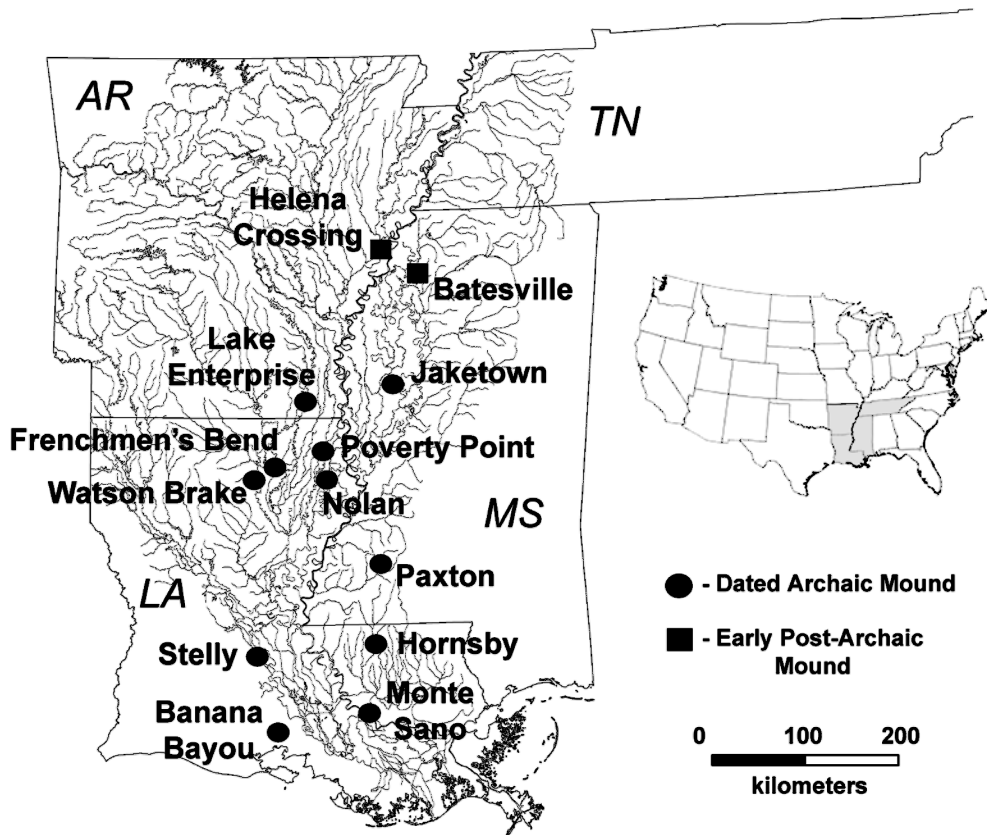 AR
TN
Helena
Crossing
Batesville
Lake
Enterprise
Jaketown
Frenchmen's Bend
Poverty Point
Watson Brake
Nolan
MS
Paxton
LA
Hornsby
Stelly
Monte
Sano
Banana
Bayou
- Dated Archaic Mound
- Early Post-Archaic
Mound
0 100 200
kilometers